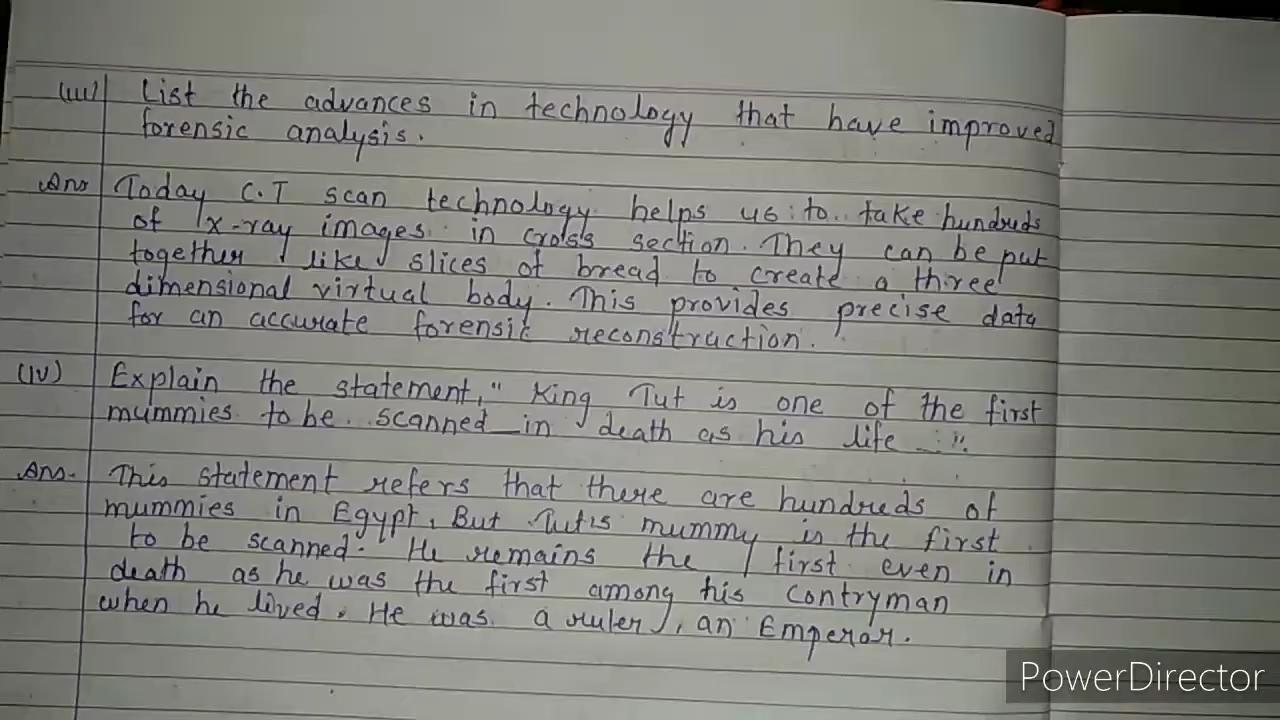 (iii) List the advances in technology that have improved
forensic analysis.
Ans Today C.T scan technology helps us to take hundreds
of x-ray images in cross section. They can be put
together like slices of bread to create a three
dimensional virtual body. This provides precise data
for an accurate forensic reconstruction.
(iv) Explain the statement, "King Tut is one of the first
mummies to be scanned in death as his life ...".
Ans. This statement refers that there are hundreds of
mummies in Egypt, But Tut's mummy is the first
to be scanned. He remains the first even in
death as he was the first among his contryman
when he lived. He was a ruler, an Emperar.
PowerDirector